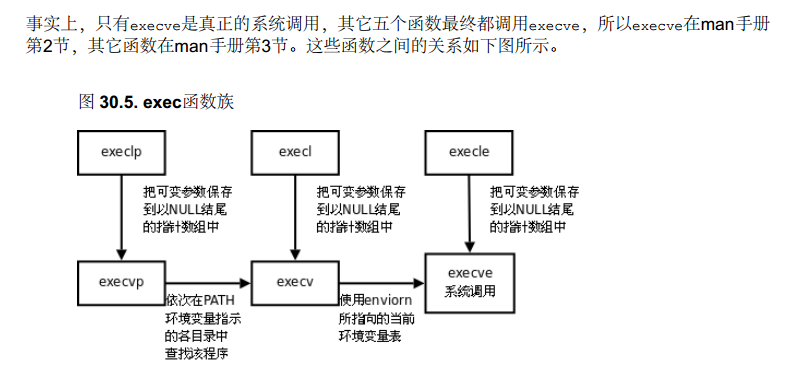 事实上，只有execve是真正的系统调用，其它五个函数最终都调用execve，所以execve在man手册
第2节，其它函数在man手册第3节。这些函数之间的关系如下图所示。
图 30.5. exec函数族
execlp
execl
execle
把可变参数保存
到以NULL结尾
的指针数组中
把可变参数保存
到以NULL结尾
的指针数组中
把可变参数保存
到以NULL结尾
的指针数组中
execvp
execv
execve
系统调用
依次在PATH
环境变量指示
的各目录中
查找该程序
使用enviorn
所指向的当前
环境变量表